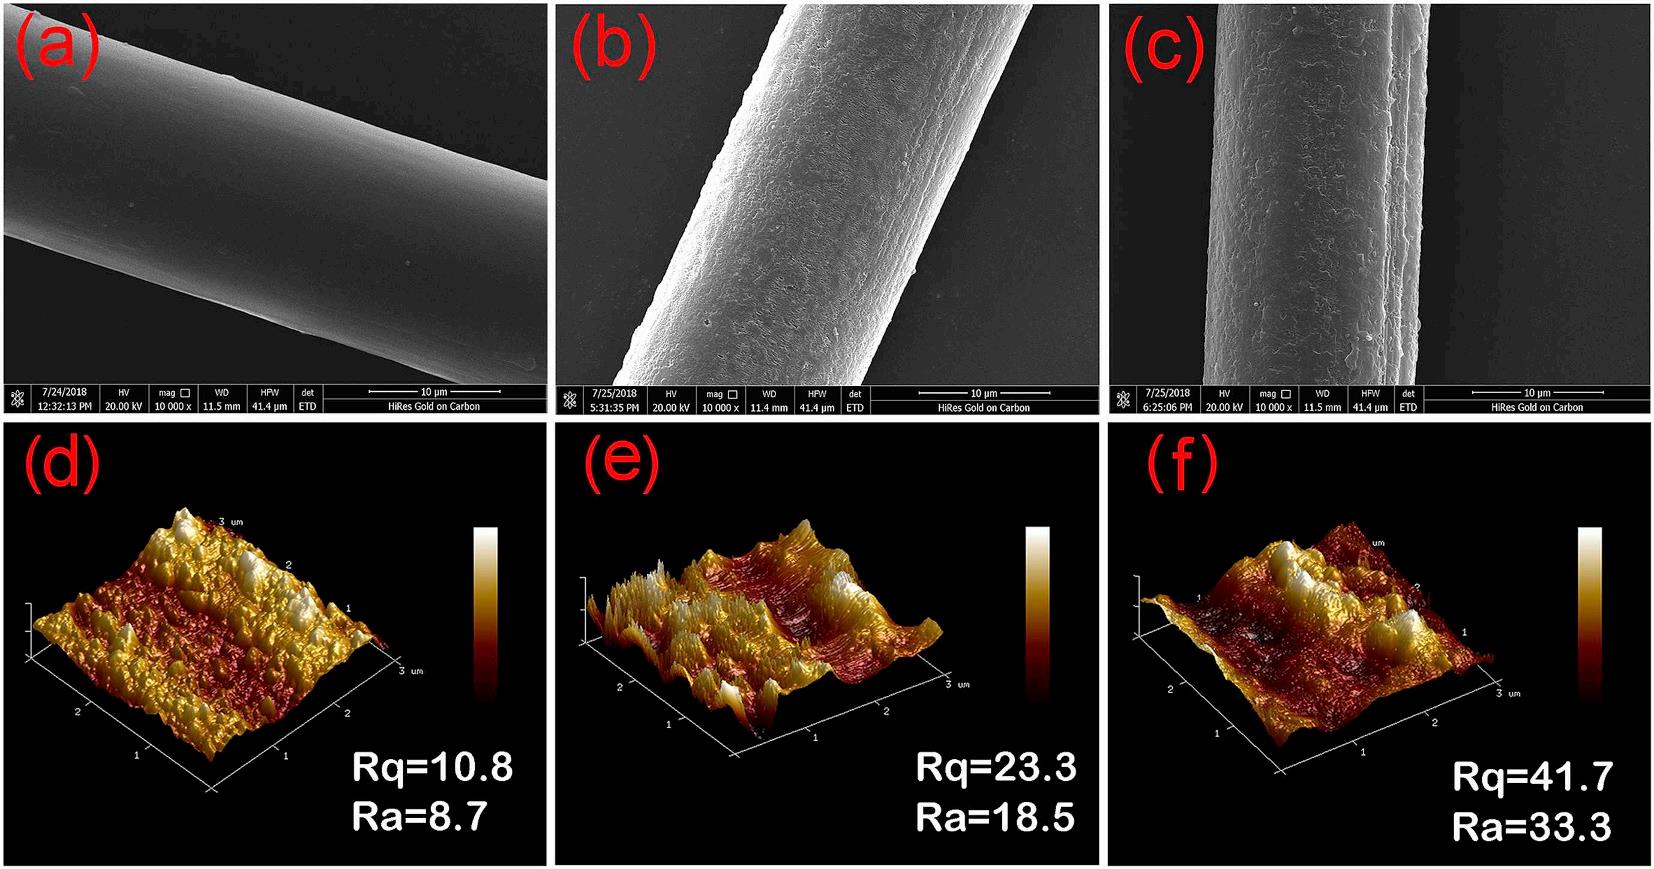 (a)
7/24/2018 HV mag WD HFW det 10 µm
12:32:13 PM 20.00 kV 10 000 x 11.5 mm 41.4 µm ETD HiRes Gold on Carbon
(b)
7/25/2018 HV mag WD HFW det 10 µm
5:31:35 PM 20.00 kV 10 000 x 11.4 mm 41.4 µm ETD HiRes Gold on Carbon
(c)
7/25/2018 HV mag WD HFW det 10 µm
6:25:06 PM 20.00 kV 10 000 x 11.5 mm 41.4 µm ETD HiRes Gold on Carbon
(d)
3 um
2
1
3 um
2
2
1
1
Rq=10.8
Ra=8.7
(e)
2
3 um
2
1
1
Rq=23.3
Ra=18.5
(f)
um
1
2
1
2
3 um
2
1
1
Rq=41.7
Ra=33.3